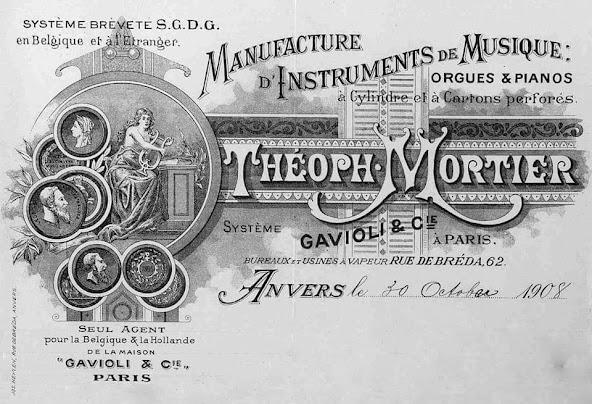 SYSTÈME BRÉVETÉ S.G.D.G.
en Belgique et à l'Etranger.
MANUFACTURE
D'INSTRUMENTS DE MUSIQUE:
ORGUES & PIANOS
à Cylindre et à Cartons perforés.
THÉOPH. MORTIER
SYSTÈME GAVIOLI & CIE À PARIS.
BUREAUX ET USINES À VAPEUR RUE DE BRÉDA, 62.
ANVERS le 30 October 1908
SEUL AGENT
pour la Belgique & la Hollande
DE LA MAISON
"GAVIOLI & CIE"
PARIS